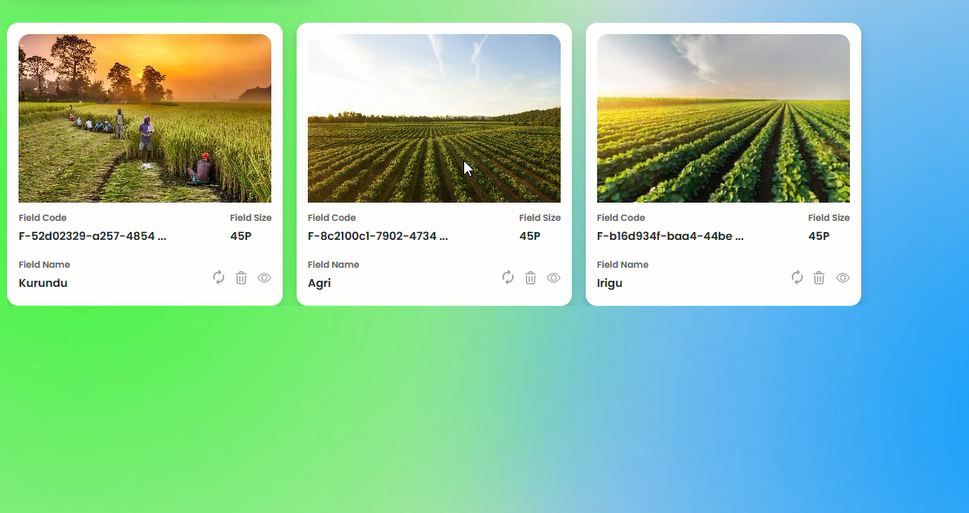 Field Code Field Size
F-52d02329-a257-4854 ... 45P
Field Name
Kurundu
Field Code Field Size
F-8c2100c1-7902-4734 ... 45P
Field Name
Agri
Field Code Field Size
F-b16d934f-baa4-44be ... 45P
Field Name
Irigu